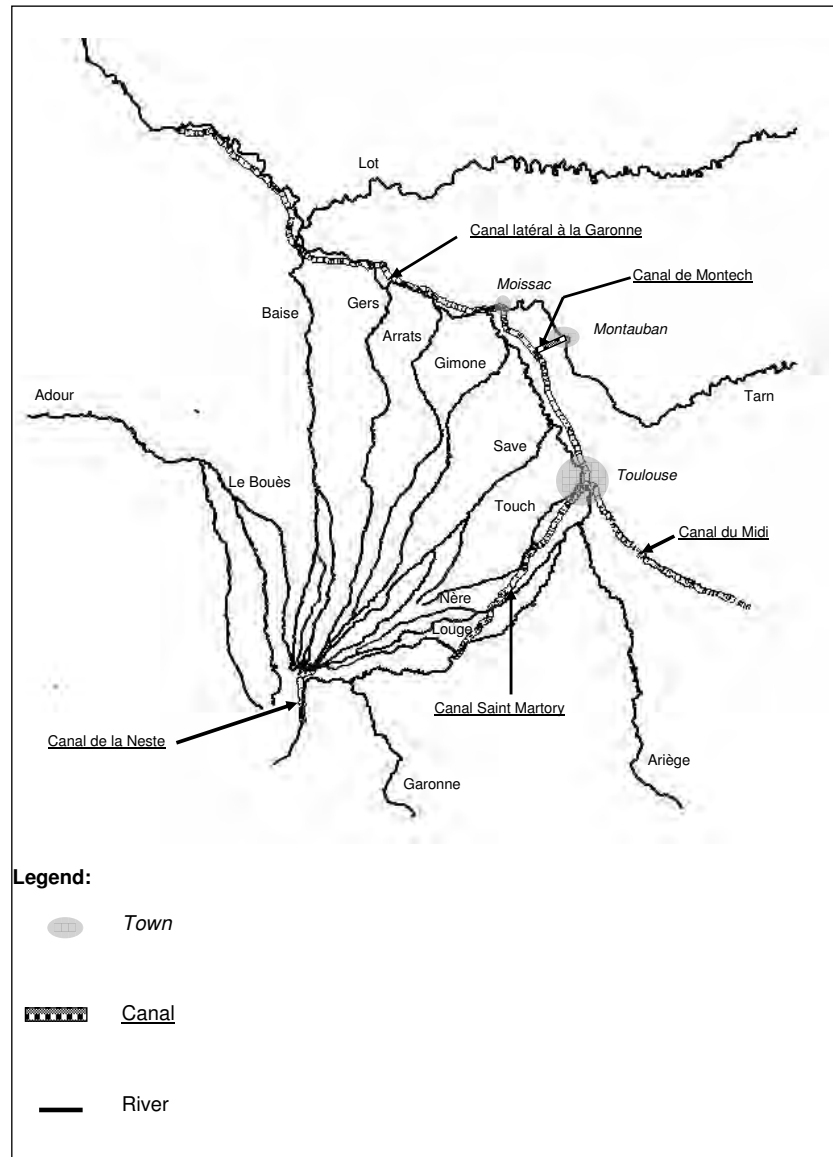 Lot
Canal latéral à la Garonne
Canal de Montech
Moissac
Baise
Gers
Montauban
Arrats
Gimone
Adour
Tarn
Save
Toulouse
Le Bouès
Touch
Canal du Midi
Nère
Louge
Canal Saint Martory
Canal de la Neste
Ariège
Garonne
Legend:
Town
Canal
River